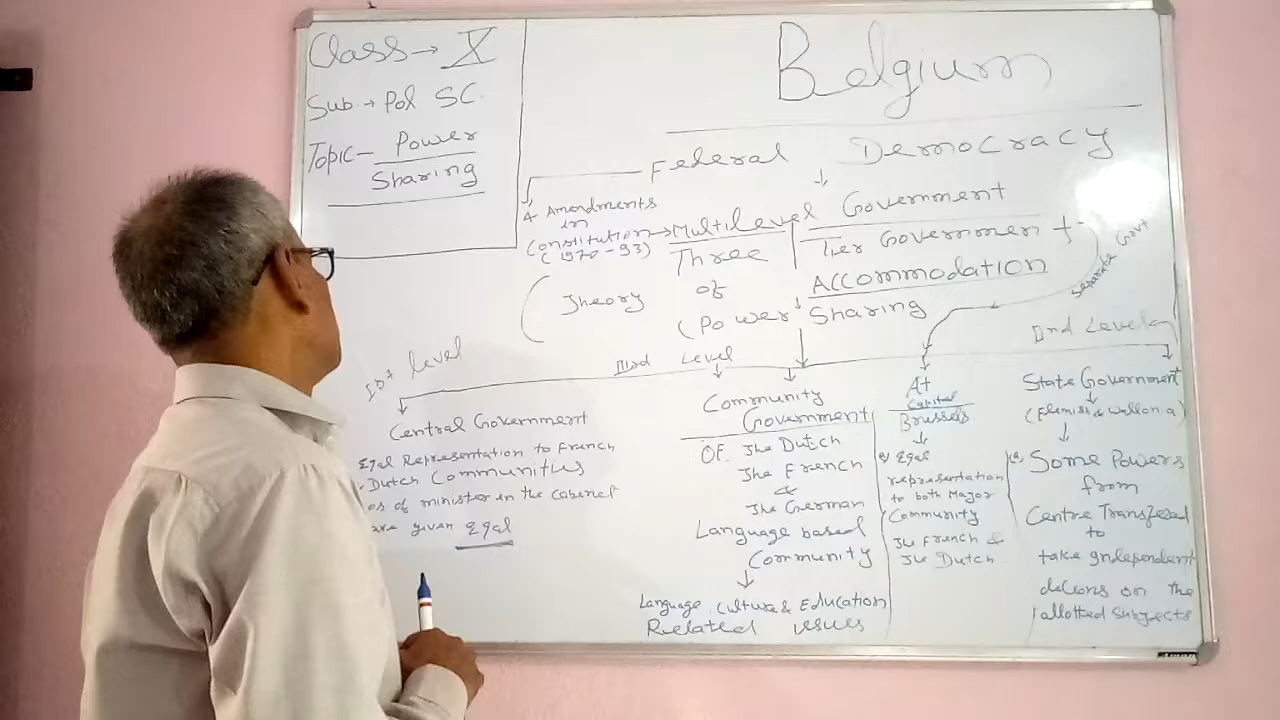 Class → X
Sub → Pol SC.
Topic - Power
Sharing
Belgium
Federal Democracy
4 Amendments
in
Constitution → Multilevel Government
(1970-93)
Three Tier Government
separate Govt
(Theory of Accommodation
(Power Sharing
Ist level
IIIrd Level
IInd Level
Central Government
Eqal Representation to French
Dutch Communities
os of minister in the cabenet
are given Eqal
Community
Government
OF. The Dutch
The French
&
The German
Language based
Community
Language, culture & Education
Related issues
At
Capital
Brussels
Eqal
representation
to both Major
Community
The French &
The Dutch
State Government
(Flemish & Wallonia)
Some Powers
from
Centre Transfered
to
take independent
on the
allotted subjects